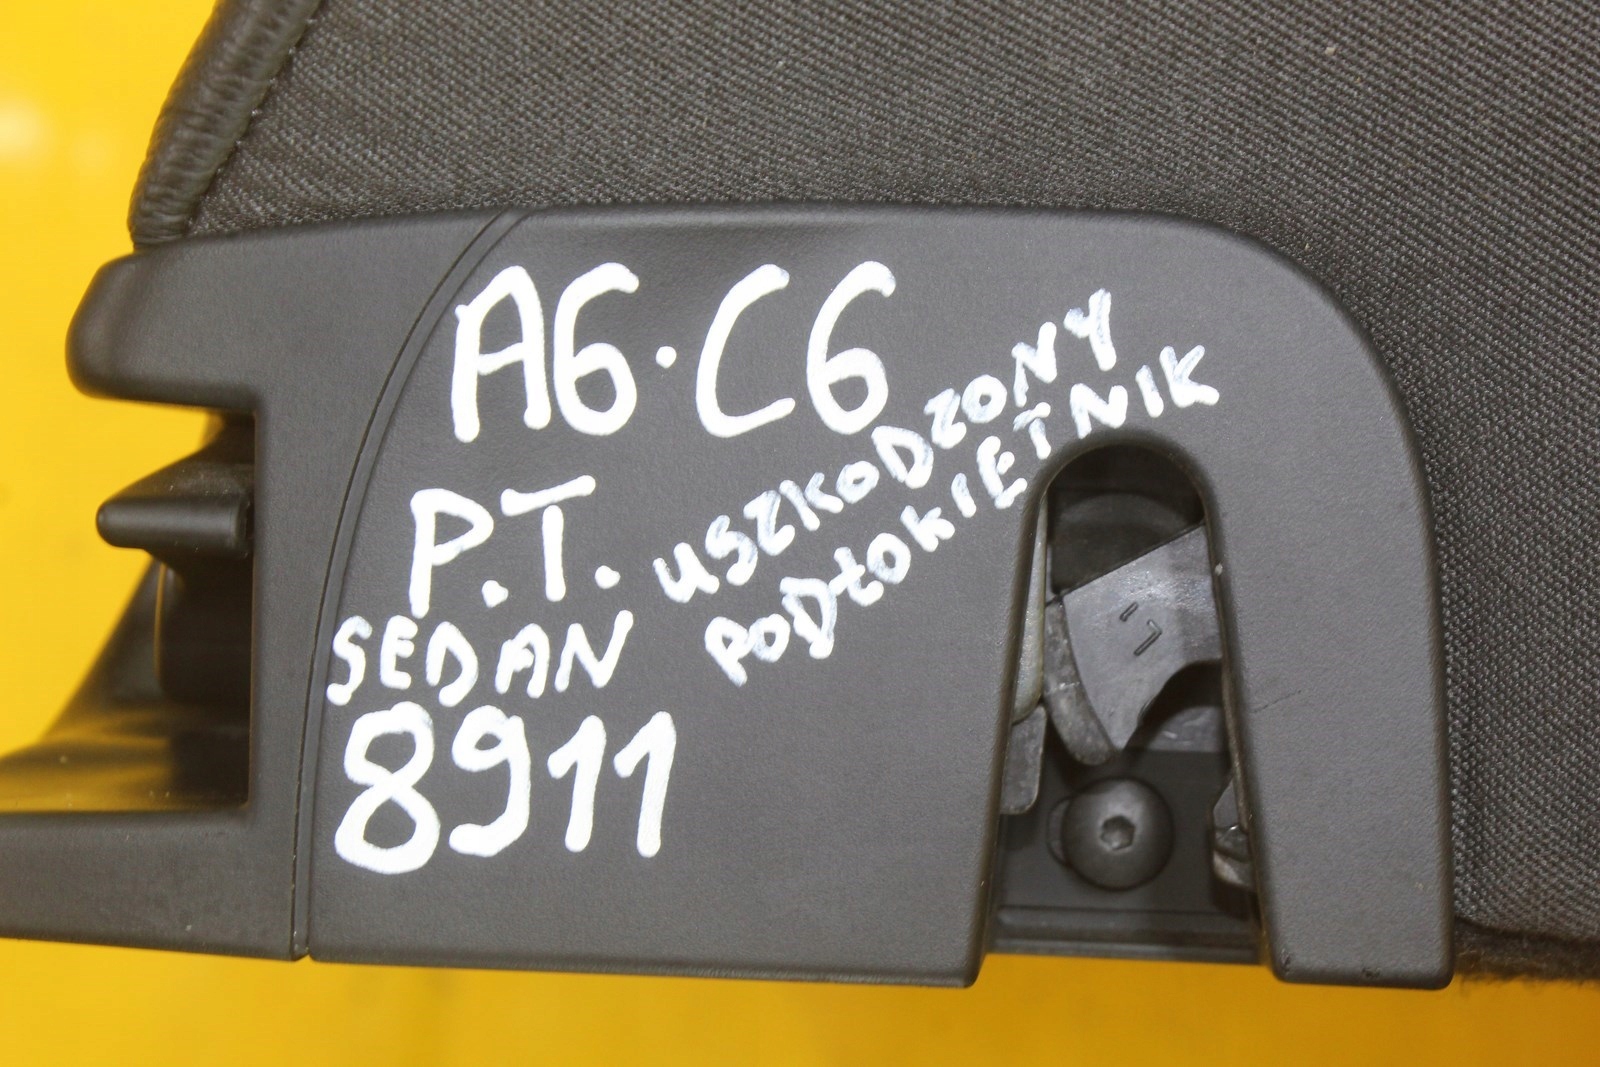 A6·C6
P.T.
SEDAN
8911
USZKODZONY
PODŁOKIETNIK